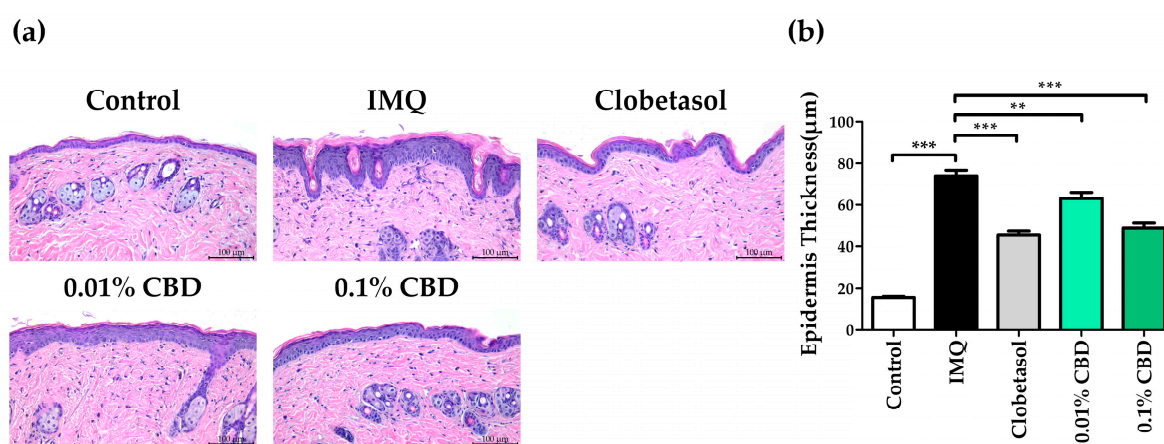 (a)
Control
IMQ
Clobetasol
100 µm
100 µm
100 µm
0.01% CBD
0.1% CBD
100 µm
100 µm
(b)
Epidermis Thickness(µm)
100
80
60
40
20
0
***
**
***
***
Control
IMQ
Clobetasol
0.01% CBD
0.1% CBD